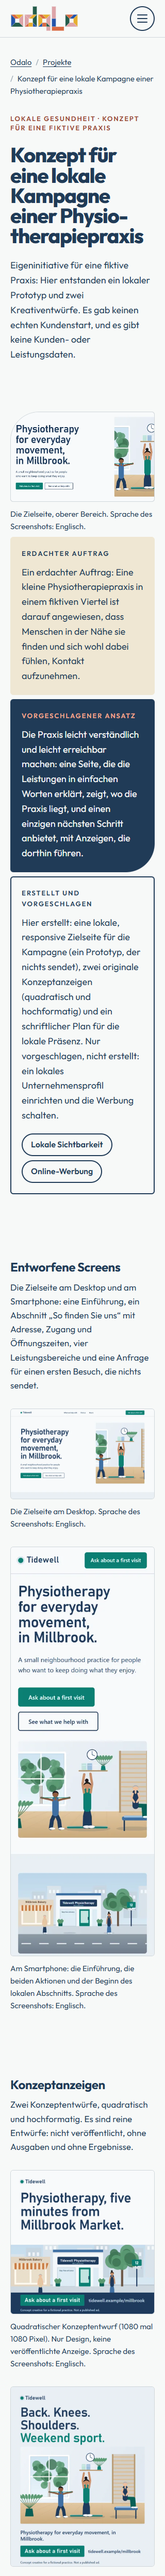 odalo
Odalo / Projekte
/ Konzept für eine lokale Kampagne einer
Physiotherapiepraxis
LOKALE GESUNDHEIT · KONZEPT
FÜR EINE FIKTIVE PRAXIS
Konzept für
eine lokale
Kampagne
einer Physio-
therapiepraxis
Eigeninitiative für eine fiktive
Praxis: Hier entstanden ein lokaler
Prototyp und zwei
Kreativentwürfe. Es gab keinen
echten Kundenstart, und es gibt
keine Kunden- oder
Leistungsdaten.
Physiotherapy
for everyday
movement,
in Millbrook.
Die Zielseite, oberer Bereich. Sprache des
Screenshots: Englisch.
ERDACHTER AUFTRAG
Ein erdachter Auftrag: Eine
kleine Physiotherapiepraxis in
einem fiktiven Viertel ist
darauf angewiesen, dass
Menschen in der Nähe sie
finden und sich wohl dabei
fühlen, Kontakt
aufzunehmen.
VORGESCHLAGENER ANSATZ
Die Praxis leicht verständlich
und leicht erreichbar
machen: eine Seite, die die
Leistungen in einfachen
Worten erklärt, zeigt, wo die
Praxis liegt, und einen
einzigen nächsten Schritt
anbietet, mit Anzeigen, die
dorthin führen.
ERSTELLT UND
VORGESCHLAGEN
Hier erstellt: eine lokale,
responsive Zielseite für die
Kampagne (ein Prototyp, der
nichts sendet), zwei originale
Konzeptanzeigen
(quadratisch und
hochformatig) und ein
schriftlicher Plan für die
lokale Präsenz. Nur
vorgeschlagen, nicht erstellt:
ein lokales
Unternehmensprofil
einrichten und die Werbung
schalten.
Lokale Sichtbarkeit
Online-Werbung
Entworfene Screens
Die Zielseite am Desktop und am
Smartphone: eine Einführung, ein
Abschnitt „So finden Sie uns“ mit
Adresse, Zugang und
Öffnungszeiten, vier
Leistungsbereiche und eine Anfrage
für einen ersten Besuch, die nichts
sendet.
Tidewell
Physiotherapy
for everyday
movement,
in Millbrook.
Die Zielseite am Desktop. Sprache des
Screenshots: Englisch.
Tidewell
Ask about a first visit
Physiotherapy
for everyday
movement,
in Millbrook.
A small neighbourhood practice for people
who want to keep doing what they enjoy.
Ask about a first visit
See what we help with
Am Smartphone: die Einführung, die
beiden Aktionen und der Beginn des
lokalen Abschnitts. Sprache des
Screenshots: Englisch.
Konzeptanzeigen
Zwei Konzeptentwürfe, quadratisch
und hochformatig. Es sind reine
Entwürfe: nicht veröffentlicht, ohne
Ausgaben und ohne Ergebnisse.
Tidewell
Physiotherapy, five
minutes from
Millbrook Market.
Ask about a first visit
tidewell.example/millbrook
Quadratischer Konzeptentwurf (1080 mal
1080 Pixel). Nur Design, keine
veröffentlichte Anzeige. Sprache des
Screenshots: Englisch.
Tidewell
Back. Knees.
Shoulders.
Weekend sport.
Physiotherapy for everyday movement, in
Millbrook.
Ask about a first visit
tidewell.example/millbrook